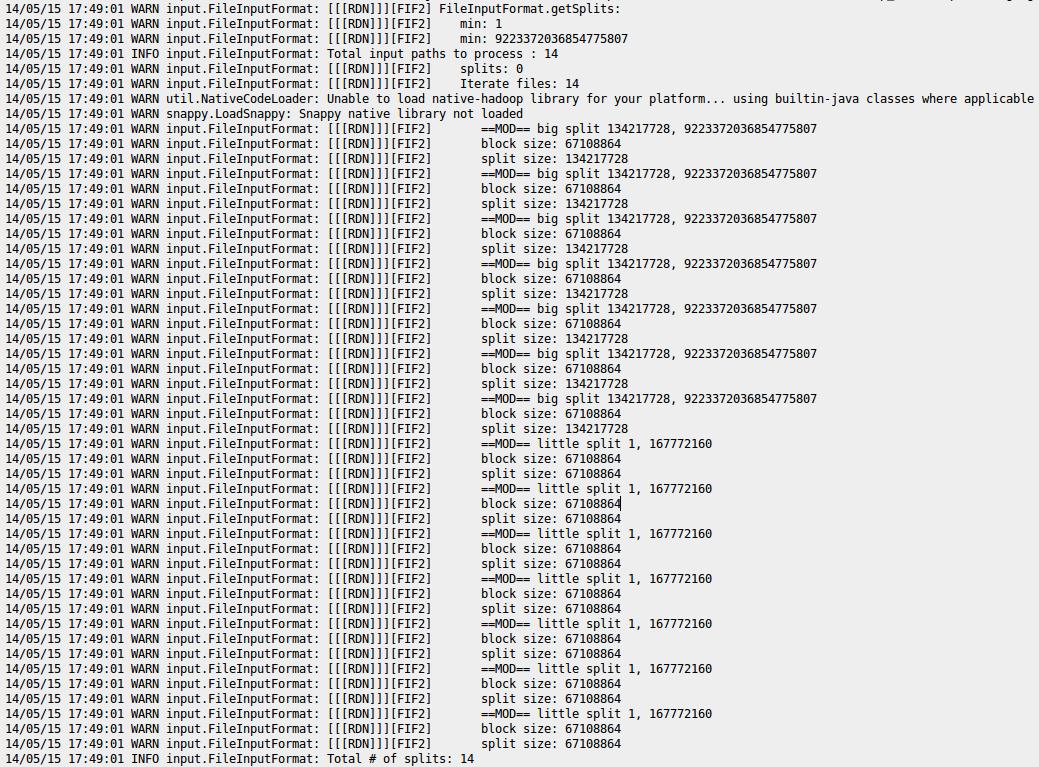 14/05/15 17:49:01 WARN input.FileInputFormat: [[[RDN]]][FIF2] FileInputFormat.getSplits:
14/05/15 17:49:01 WARN input.FileInputFormat: [[[RDN]]][FIF2]    min: 1
14/05/15 17:49:01 WARN input.FileInputFormat: [[[RDN]]][FIF2]    min: 9223372036854775807
14/05/15 17:49:01 INFO input.FileInputFormat: Total input paths to process : 14
14/05/15 17:49:01 WARN input.FileInputFormat: [[[RDN]]][FIF2]    splits: 0
14/05/15 17:49:01 WARN input.FileInputFormat: [[[RDN]]][FIF2]    Iterate files: 14
14/05/15 17:49:01 WARN util.NativeCodeLoader: Unable to load native-hadoop library for your platform... using builtin-java classes where applicable
14/05/15 17:49:01 WARN snappy.LoadSnappy: Snappy native library not loaded
14/05/15 17:49:01 WARN input.FileInputFormat: [[[RDN]]][FIF2]       ==MOD== big split 134217728, 9223372036854775807
14/05/15 17:49:01 WARN input.FileInputFormat: [[[RDN]]][FIF2]       block size: 67108864
14/05/15 17:49:01 WARN input.FileInputFormat: [[[RDN]]][FIF2]       split size: 134217728
14/05/15 17:49:01 WARN input.FileInputFormat: [[[RDN]]][FIF2]       ==MOD== big split 134217728, 9223372036854775807
14/05/15 17:49:01 WARN input.FileInputFormat: [[[RDN]]][FIF2]       block size: 67108864
14/05/15 17:49:01 WARN input.FileInputFormat: [[[RDN]]][FIF2]       split size: 134217728
14/05/15 17:49:01 WARN input.FileInputFormat: [[[RDN]]][FIF2]       ==MOD== big split 134217728, 9223372036854775807
14/05/15 17:49:01 WARN input.FileInputFormat: [[[RDN]]][FIF2]       block size: 67108864
14/05/15 17:49:01 WARN input.FileInputFormat: [[[RDN]]][FIF2]       split size: 134217728
14/05/15 17:49:01 WARN input.FileInputFormat: [[[RDN]]][FIF2]       ==MOD== big split 134217728, 9223372036854775807
14/05/15 17:49:01 WARN input.FileInputFormat: [[[RDN]]][FIF2]       block size: 67108864
14/05/15 17:49:01 WARN input.FileInputFormat: [[[RDN]]][FIF2]       split size: 134217728
14/05/15 17:49:01 WARN input.FileInputFormat: [[[RDN]]][FIF2]       ==MOD== big split 134217728, 9223372036854775807
14/05/15 17:49:01 WARN input.FileInputFormat: [[[RDN]]][FIF2]       block size: 67108864
14/05/15 17:49:01 WARN input.FileInputFormat: [[[RDN]]][FIF2]       split size: 134217728
14/05/15 17:49:01 WARN input.FileInputFormat: [[[RDN]]][FIF2]       ==MOD== big split 134217728, 9223372036854775807
14/05/15 17:49:01 WARN input.FileInputFormat: [[[RDN]]][FIF2]       block size: 67108864
14/05/15 17:49:01 WARN input.FileInputFormat: [[[RDN]]][FIF2]       split size: 134217728
14/05/15 17:49:01 WARN input.FileInputFormat: [[[RDN]]][FIF2]       ==MOD== big split 134217728, 9223372036854775807
14/05/15 17:49:01 WARN input.FileInputFormat: [[[RDN]]][FIF2]       block size: 67108864
14/05/15 17:49:01 WARN input.FileInputFormat: [[[RDN]]][FIF2]       split size: 134217728
14/05/15 17:49:01 WARN input.FileInputFormat: [[[RDN]]][FIF2]       ==MOD== little split 1, 167772160
14/05/15 17:49:01 WARN input.FileInputFormat: [[[RDN]]][FIF2]       block size: 67108864
14/05/15 17:49:01 WARN input.FileInputFormat: [[[RDN]]][FIF2]       split size: 67108864
14/05/15 17:49:01 WARN input.FileInputFormat: [[[RDN]]][FIF2]       ==MOD== little split 1, 167772160
14/05/15 17:49:01 WARN input.FileInputFormat: [[[RDN]]][FIF2]       block size: 67108864
14/05/15 17:49:01 WARN input.FileInputFormat: [[[RDN]]][FIF2]       split size: 67108864
14/05/15 17:49:01 WARN input.FileInputFormat: [[[RDN]]][FIF2]       ==MOD== little split 1, 167772160
14/05/15 17:49:01 WARN input.FileInputFormat: [[[RDN]]][FIF2]       block size: 67108864
14/05/15 17:49:01 WARN input.FileInputFormat: [[[RDN]]][FIF2]       split size: 67108864
14/05/15 17:49:01 WARN input.FileInputFormat: [[[RDN]]][FIF2]       ==MOD== little split 1, 167772160
14/05/15 17:49:01 WARN input.FileInputFormat: [[[RDN]]][FIF2]       block size: 67108864
14/05/15 17:49:01 WARN input.FileInputFormat: [[[RDN]]][FIF2]       split size: 67108864
14/05/15 17:49:01 WARN input.FileInputFormat: [[[RDN]]][FIF2]       ==MOD== little split 1, 167772160
14/05/15 17:49:01 WARN input.FileInputFormat: [[[RDN]]][FIF2]       block size: 67108864
14/05/15 17:49:01 WARN input.FileInputFormat: [[[RDN]]][FIF2]       split size: 67108864
14/05/15 17:49:01 WARN input.FileInputFormat: [[[RDN]]][FIF2]       ==MOD== little split 1, 167772160
14/05/15 17:49:01 WARN input.FileInputFormat: [[[RDN]]][FIF2]       block size: 67108864
14/05/15 17:49:01 WARN input.FileInputFormat: [[[RDN]]][FIF2]       split size: 67108864
14/05/15 17:49:01 WARN input.FileInputFormat: [[[RDN]]][FIF2]       ==MOD== little split 1, 167772160
14/05/15 17:49:01 WARN input.FileInputFormat: [[[RDN]]][FIF2]       block size: 67108864
14/05/15 17:49:01 WARN input.FileInputFormat: [[[RDN]]][FIF2]       split size: 67108864
14/05/15 17:49:01 INFO input.FileInputFormat: Total # of splits: 14